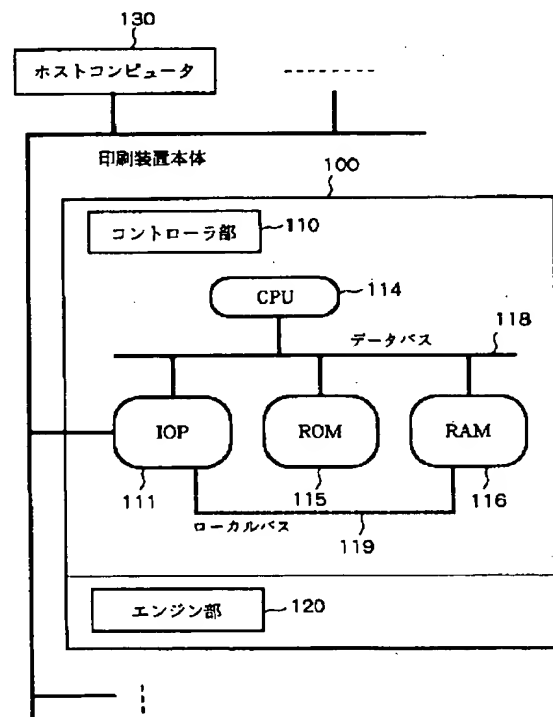 130
ホストコンピュータ
印刷装置本体
100
コントローラ部
110
CPU
114
データバス
118
IOP
ROM
RAM
111
115
116
ローカルバス
119
エンジン部
120